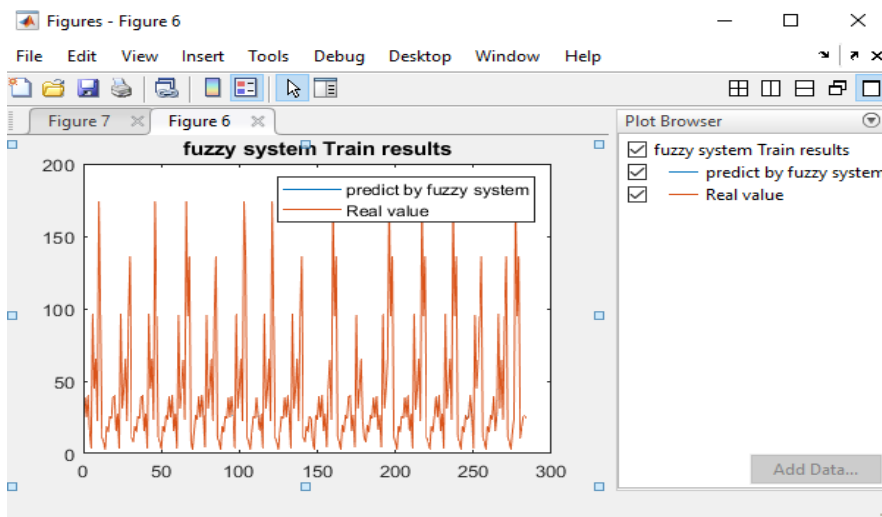 Figures - Figure 6
File Edit View Insert Tools Debug Desktop Window Help
Figure 7
Figure 6
Plot Browser
fuzzy system Train results
predict by fuzzy system
Real value
fuzzy system Train results
predict by fuzzy system
Real value
200
150
100
50
0
0 50 100 150 200 250 300
Add Data...